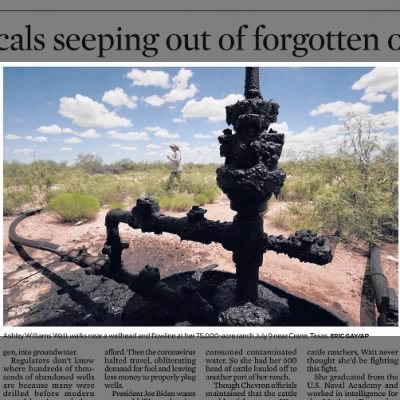 cals seeping out of forgotten o
Ashley Williams Watt walks near a wellhead and flowline at her 75,000-acre ranch July 9 near Crane, Texas. ERIC GAY/AP
gen, into groundwater.
Regulators don't know
where hundreds of thou-
sands of abandoned wells
are because many were
drilled before modern
afford. Then the coronavirus
halted travel, obliterating
demand for fuel and leaving
less money to properly plug
wells.
President Joe Biden wants
consumed contaminated
water. So she had her 600
head of cattle hauled off to
another part of her ranch.
Though Chevron officials
maintained that the cattle
cattle ranchers, Watt never
thought she'd be fighting
this fight.
She graduated from the
U.S. Naval Academy and
worked in intelligence for